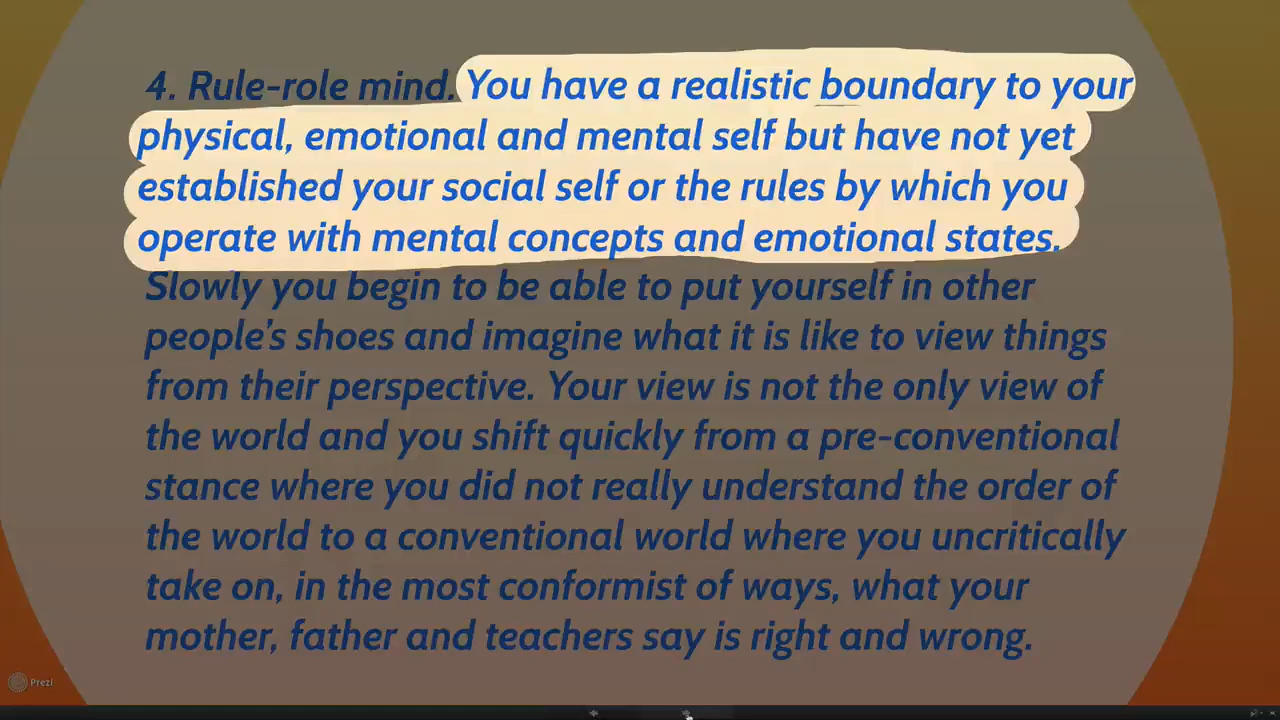 4. Rule-role mind. You have a realistic boundary to your
physical, emotional and mental self but have not yet
established your social self or the rules by which you
operate with mental concepts and emotional states.
Slowly you begin to be able to put yourself in other
people’s shoes and imagine what it is like to view things
from their perspective. Your view is not the only view of
the world and you shift quickly from a pre-conventional
stance where you did not really understand the order of
the world to a conventional world where you uncritically
take on, in the most conformist of ways, what your
mother, father and teachers say is right and wrong.
Prezi